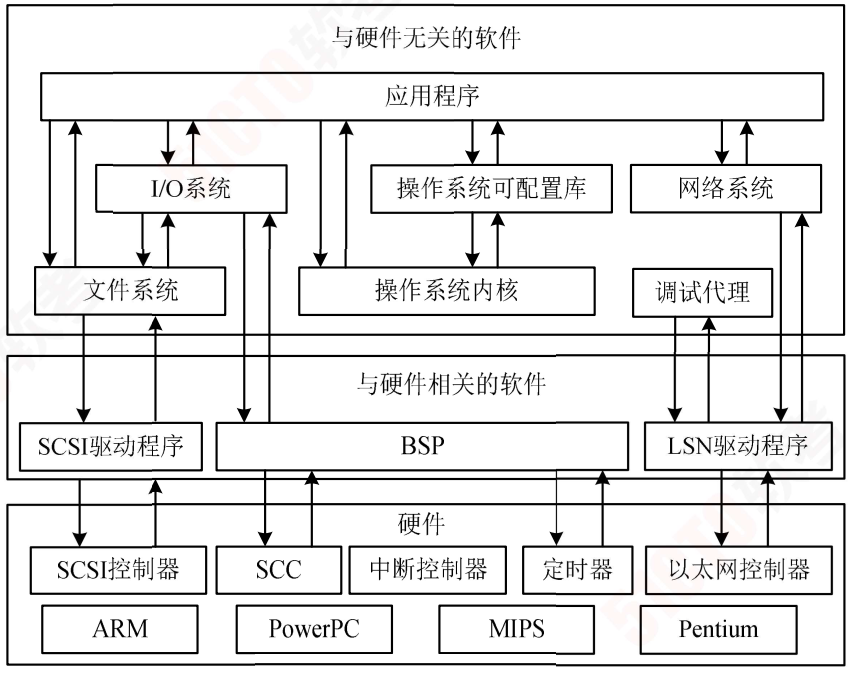 与硬件无关的软件
应用程序
I/O系统
操作系统可配置库
网络系统
文件系统
操作系统内核
调试代理
与硬件相关的软件
SCSI驱动程序
BSP
LSN驱动程序
硬件
SCSI控制器
SCC
中断控制器
定时器
以太网控制器
ARM
PowerPC
MIPS
Pentium